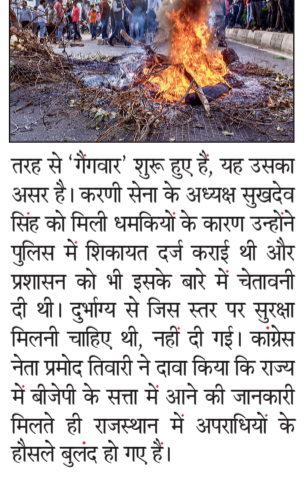 तरह से ‘गैंगवार’ शुरू हुए हैं, यह उसका
असर है। करणी सेना के अध्यक्ष सुखदेव
सिंह को मिली धमकियों के कारण उन्होंने
पुलिस में शिकायत दर्ज कराई थी और
प्रशासन को भी इसके बारे में चेतावनी
दी थी। दुर्भाग्य से जिस स्तर पर सुरक्षा
मिलनी चाहिए थी, नहीं दी गई। कांग्रेस
नेता प्रमोद तिवारी ने दावा किया कि राज्य
में बीजेपी के सत्ता में आने की जानकारी
मिलते ही राजस्थान में अपराधियों के
हौसले बुलंद हो गए हैं।